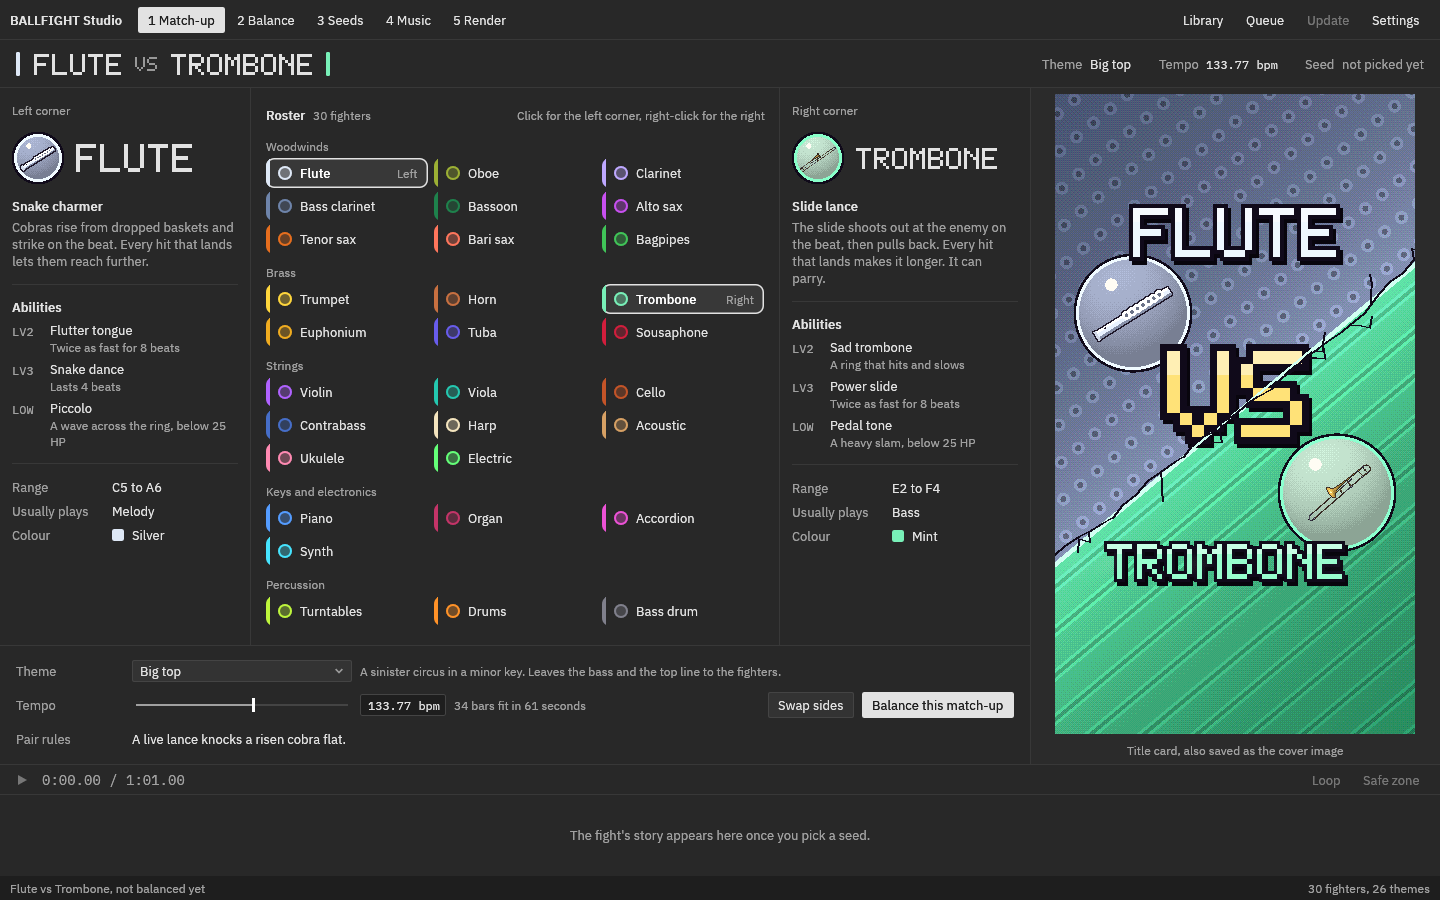 BALLFIGHT Studio
1 Match-up
2 Balance
3 Seeds
4 Music
5 Render
Library
Queue
Update
Settings
FLUTE VS TROMBONE
Theme Big top
Tempo 133.77 bpm
Seed not picked yet
Left corner
FLUTE
Snake charmer
Cobras rise from dropped baskets and
strike on the beat. Every hit that lands
lets them reach further.
Abilities
LV2 Flutter tongue
Twice as fast for 8 beats
LV3 Snake dance
Lasts 4 beats
LOW Piccolo
A wave across the ring, below 25
HP
Range C5 to A6
Usually plays Melody
Colour Silver
Roster 30 fighters
Click for the left corner, right-click for the right
Woodwinds
Flute Left
Oboe
Clarinet
Bass clarinet
Bassoon
Alto sax
Tenor sax
Bari sax
Bagpipes
Brass
Trumpet
Horn
Trombone Right
Euphonium
Tuba
Sousaphone
Strings
Violin
Viola
Cello
Contrabass
Harp
Acoustic
Ukulele
Electric
Keys and electronics
Piano
Organ
Accordion
Synth
Percussion
Turntables
Drums
Bass drum
Right corner
TROMBONE
Slide lance
The slide shoots out at the enemy on
the beat, then pulls back. Every hit
that lands makes it longer. It can
parry.
Abilities
LV2 Sad trombone
A ring that hits and slows
LV3 Power slide
Twice as fast for 8 beats
LOW Pedal tone
A heavy slam, below 25 HP
Range E2 to F4
Usually plays Bass
Colour Mint
FLUTE
VS
TROMBONE
Title card, also saved as the cover image
Theme Big top A sinister circus in a minor key. Leaves the bass and the top line to the fighters.
Tempo 133.77 bpm 34 bars fit in 61 seconds
Swap sides
Balance this match-up
Pair rules A live lance knocks a risen cobra flat.
0:00.00 / 1:01.00
Loop
Safe zone
The fight's story appears here once you pick a seed.
Flute vs Trombone, not balanced yet
30 fighters, 26 themes